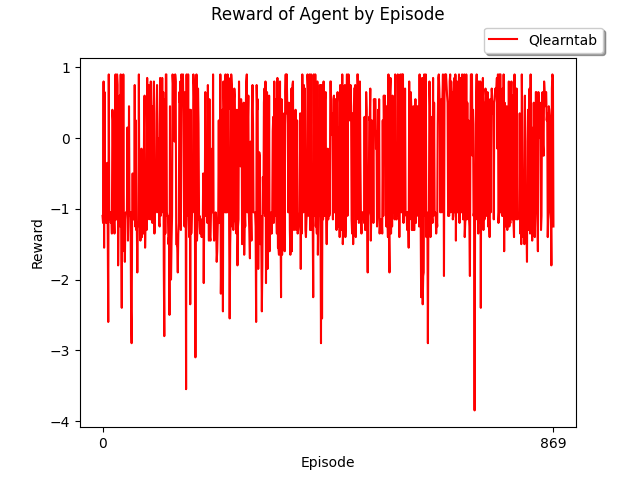 Reward of Agent by Episode
Qlearntab
1
0
−1
−2
−3
−4
Reward
0
869
Episode